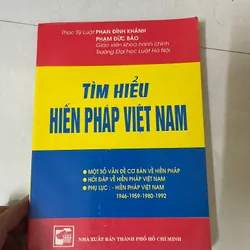 Thạc Sỹ Luật PHAN ĐÌNH KHÁNH
PHẠM ĐỨC BẢO
Giáo viên khoa hành chính
Trường Đại học Luật Hà Nội
TÌM HIỂU
HIẾN PHÁP VIỆT NAM
MỘT SỐ VẤN ĐỀ CƠ BẢN VỀ HIẾN PHÁP
HỎI ĐÁP VỀ HIẾN PHÁP VIỆT NAM
PHỤ LỤC : - HIẾN PHÁP VIỆT NAM
1946-1959-1980-1992
NHÀ XUẤT BẢN THÀNH PHỐ HỒ CHÍ MINH